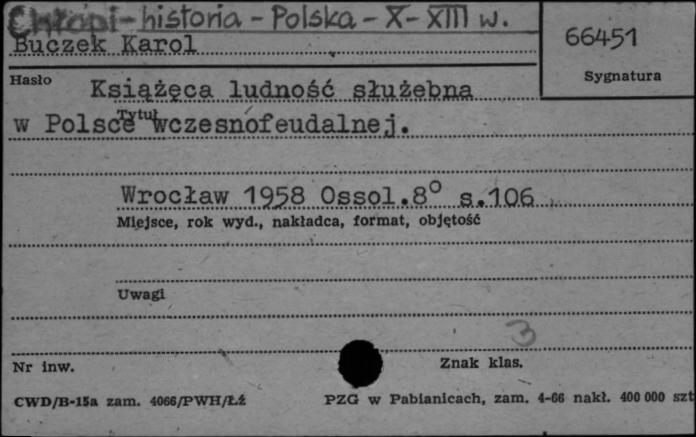 Chłopi - historia - Polska - X - XIII w.
Buczek Karol
66451
Hasło
Sygnatura
Książęca ludność służebna
Tytuł
w Polsce wczesnofeudalnej.
Wrocław 1958 Ossol.8° s.106
Miejsce, rok wyd., nakładca, format, objętość
Uwagi
3
Nr inw.
Znak klas.
CWD/B-15a zam. 4066/PWH/Łź
PZG w Pabianicach, zam. 4-66 nakł. 400 000 szt